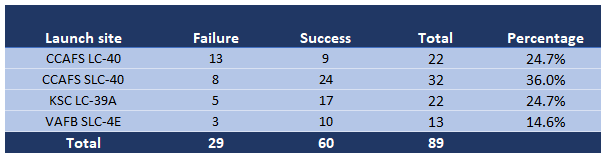 Launch site Failure Success Total Percentage
CCAFS LC-40 13 9 22 24.7%
CCAFS SLC-40 8 24 32 36.0%
KSC LC-39A 5 17 22 24.7%
VAFB SLC-4E 3 10 13 14.6%
Total 29 60 89